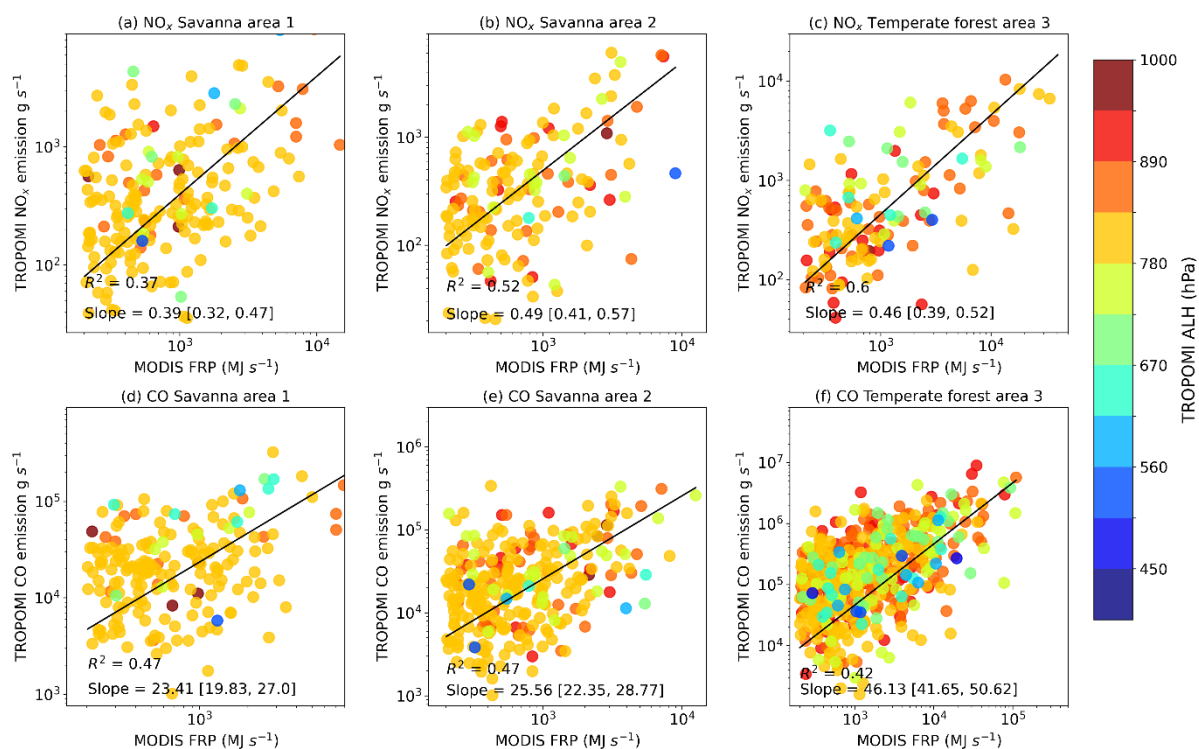 (a) NOₓ Savanna area 1
(b) NOₓ Savanna area 2
(c) NOₓ Temperate forest area 3
TROPOMI NOₓ emission g s⁻¹
10³
10²
R² = 0.37
Slope = 0.39 [0.32, 0.47]
10³
10⁴
MODIS FRP (MJ s⁻¹)
TROPOMI NOₓ emission g s⁻¹
10³
10²
R² = 0.52
Slope = 0.49 [0.41, 0.57]
10³
10⁴
MODIS FRP (MJ s⁻¹)
TROPOMI NOₓ emission g s⁻¹
10⁴
10³
10²
R² = 0.6
Slope = 0.46 [0.39, 0.52]
10³
10⁴
MODIS FRP (MJ s⁻¹)
(d) CO Savanna area 1
(e) CO Savanna area 2
(f) CO Temperate forest area 3
TROPOMI CO emission g s⁻¹
10⁵
10⁴
10³
R² = 0.47
Slope = 23.41 [19.83, 27.0]
10³
MODIS FRP (MJ s⁻¹)
TROPOMI CO emission g s⁻¹
10⁶
10⁵
10⁴
10³
R² = 0.47
Slope = 25.56 [22.35, 28.77]
10³
10⁴
MODIS FRP (MJ s⁻¹)
TROPOMI CO emission g s⁻¹
10⁷
10⁶
10⁵
10⁴
R² = 0.42
Slope = 46.13 [41.65, 50.62]
10³
10⁴
10⁵
MODIS FRP (MJ s⁻¹)
1000
890
780
670
560
450
TROPOMI ALH (hPa)